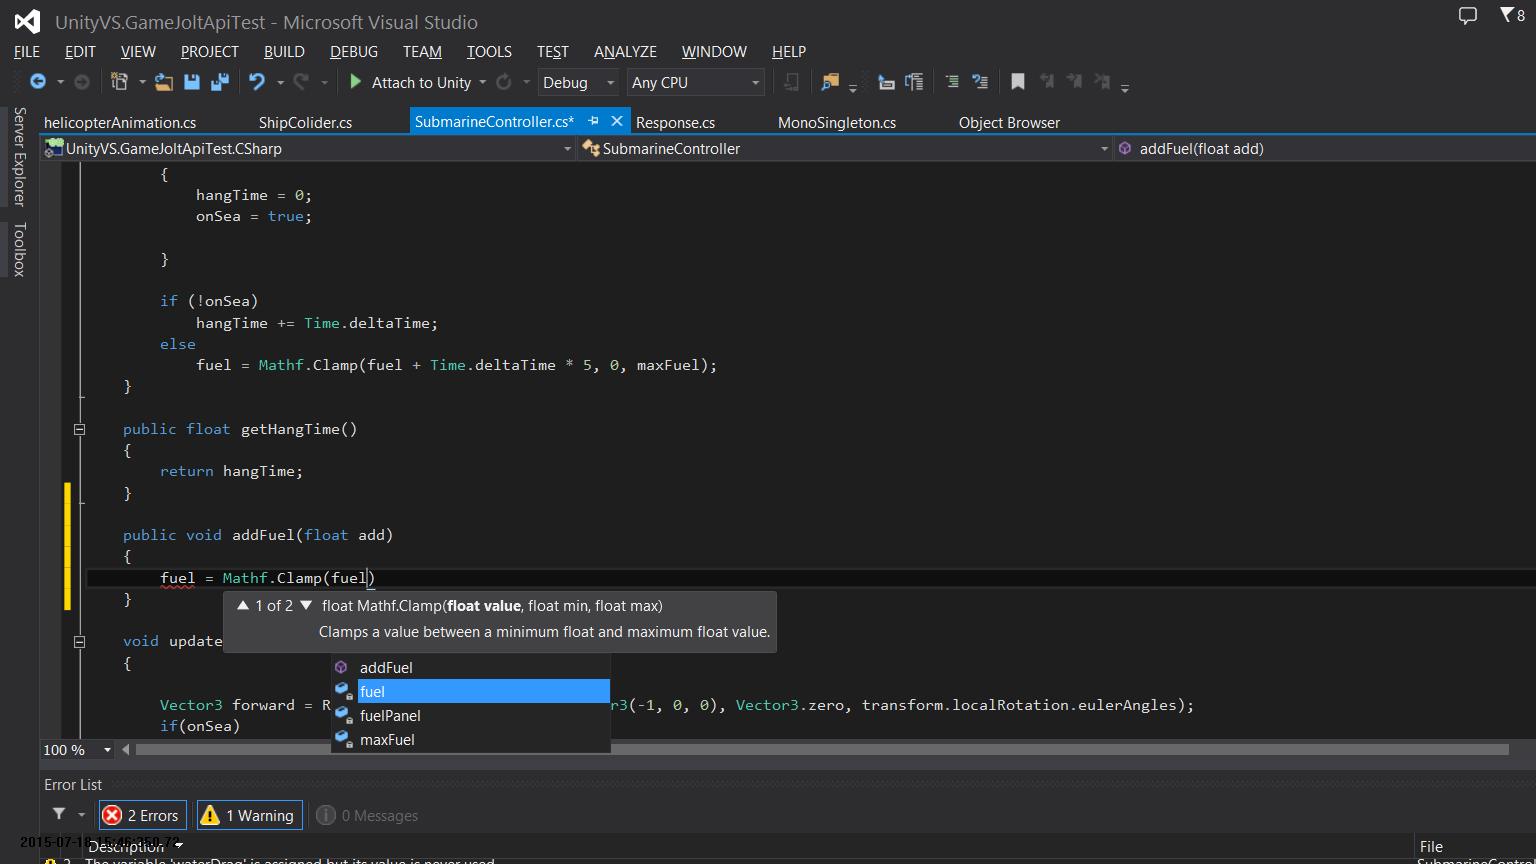 UnityVS.GameJoltApiTest - Microsoft Visual Studio
8
FILE EDIT VIEW PROJECT BUILD DEBUG TEAM TOOLS TEST ANALYZE WINDOW HELP
Attach to Unity Debug Any CPU
Server Explorer
Toolbox
helicopterAnimation.cs ShipColider.cs SubmarineController.cs* Response.cs MonoSingleton.cs Object Browser
UnityVS.GameJoltApiTest.CSharp SubmarineController addFuel(float add)
{
hangTime = 0;
onSea = true;
}
if (!onSea)
hangTime += Time.deltaTime;
else
fuel = Mathf.Clamp(fuel + Time.deltaTime * 5, 0, maxFuel);
}
public float getHangTime()
{
return hangTime;
}
public void addFuel(float add)
{
fuel = Mathf.Clamp(fuel)
}
1 of 2 float Mathf.Clamp(float value, float min, float max)
Clamps a value between a minimum float and maximum float value.
void update
{
addFuel
fuel
fuelPanel
maxFuel
Vector3 forward = R r3(-1, 0, 0), Vector3.zero, transform.localRotation.eulerAngles);
if(onSea)
100 %
Error List
2 Errors 1 Warning 0 Messages
Description File
The variable 'waterDrag' is assigned but its value is never used